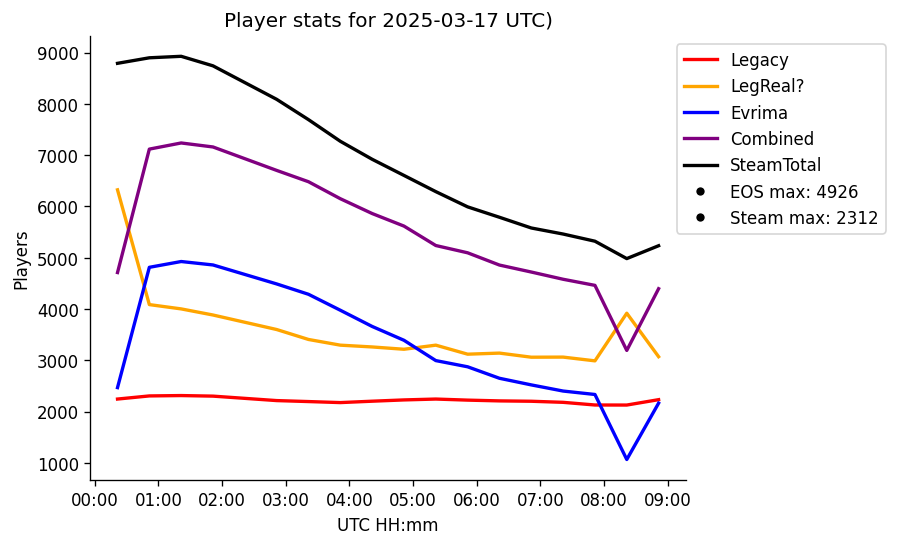 Player stats for 2025-03-17 UTC)
9000
8000
7000
6000
5000
4000
3000
2000
1000
Players
00:00 01:00 02:00 03:00 04:00 05:00 06:00 07:00 08:00 09:00
UTC HH:mm
Legacy
LegReal?
Evrima
Combined
SteamTotal
EOS max: 4926
Steam max: 2312